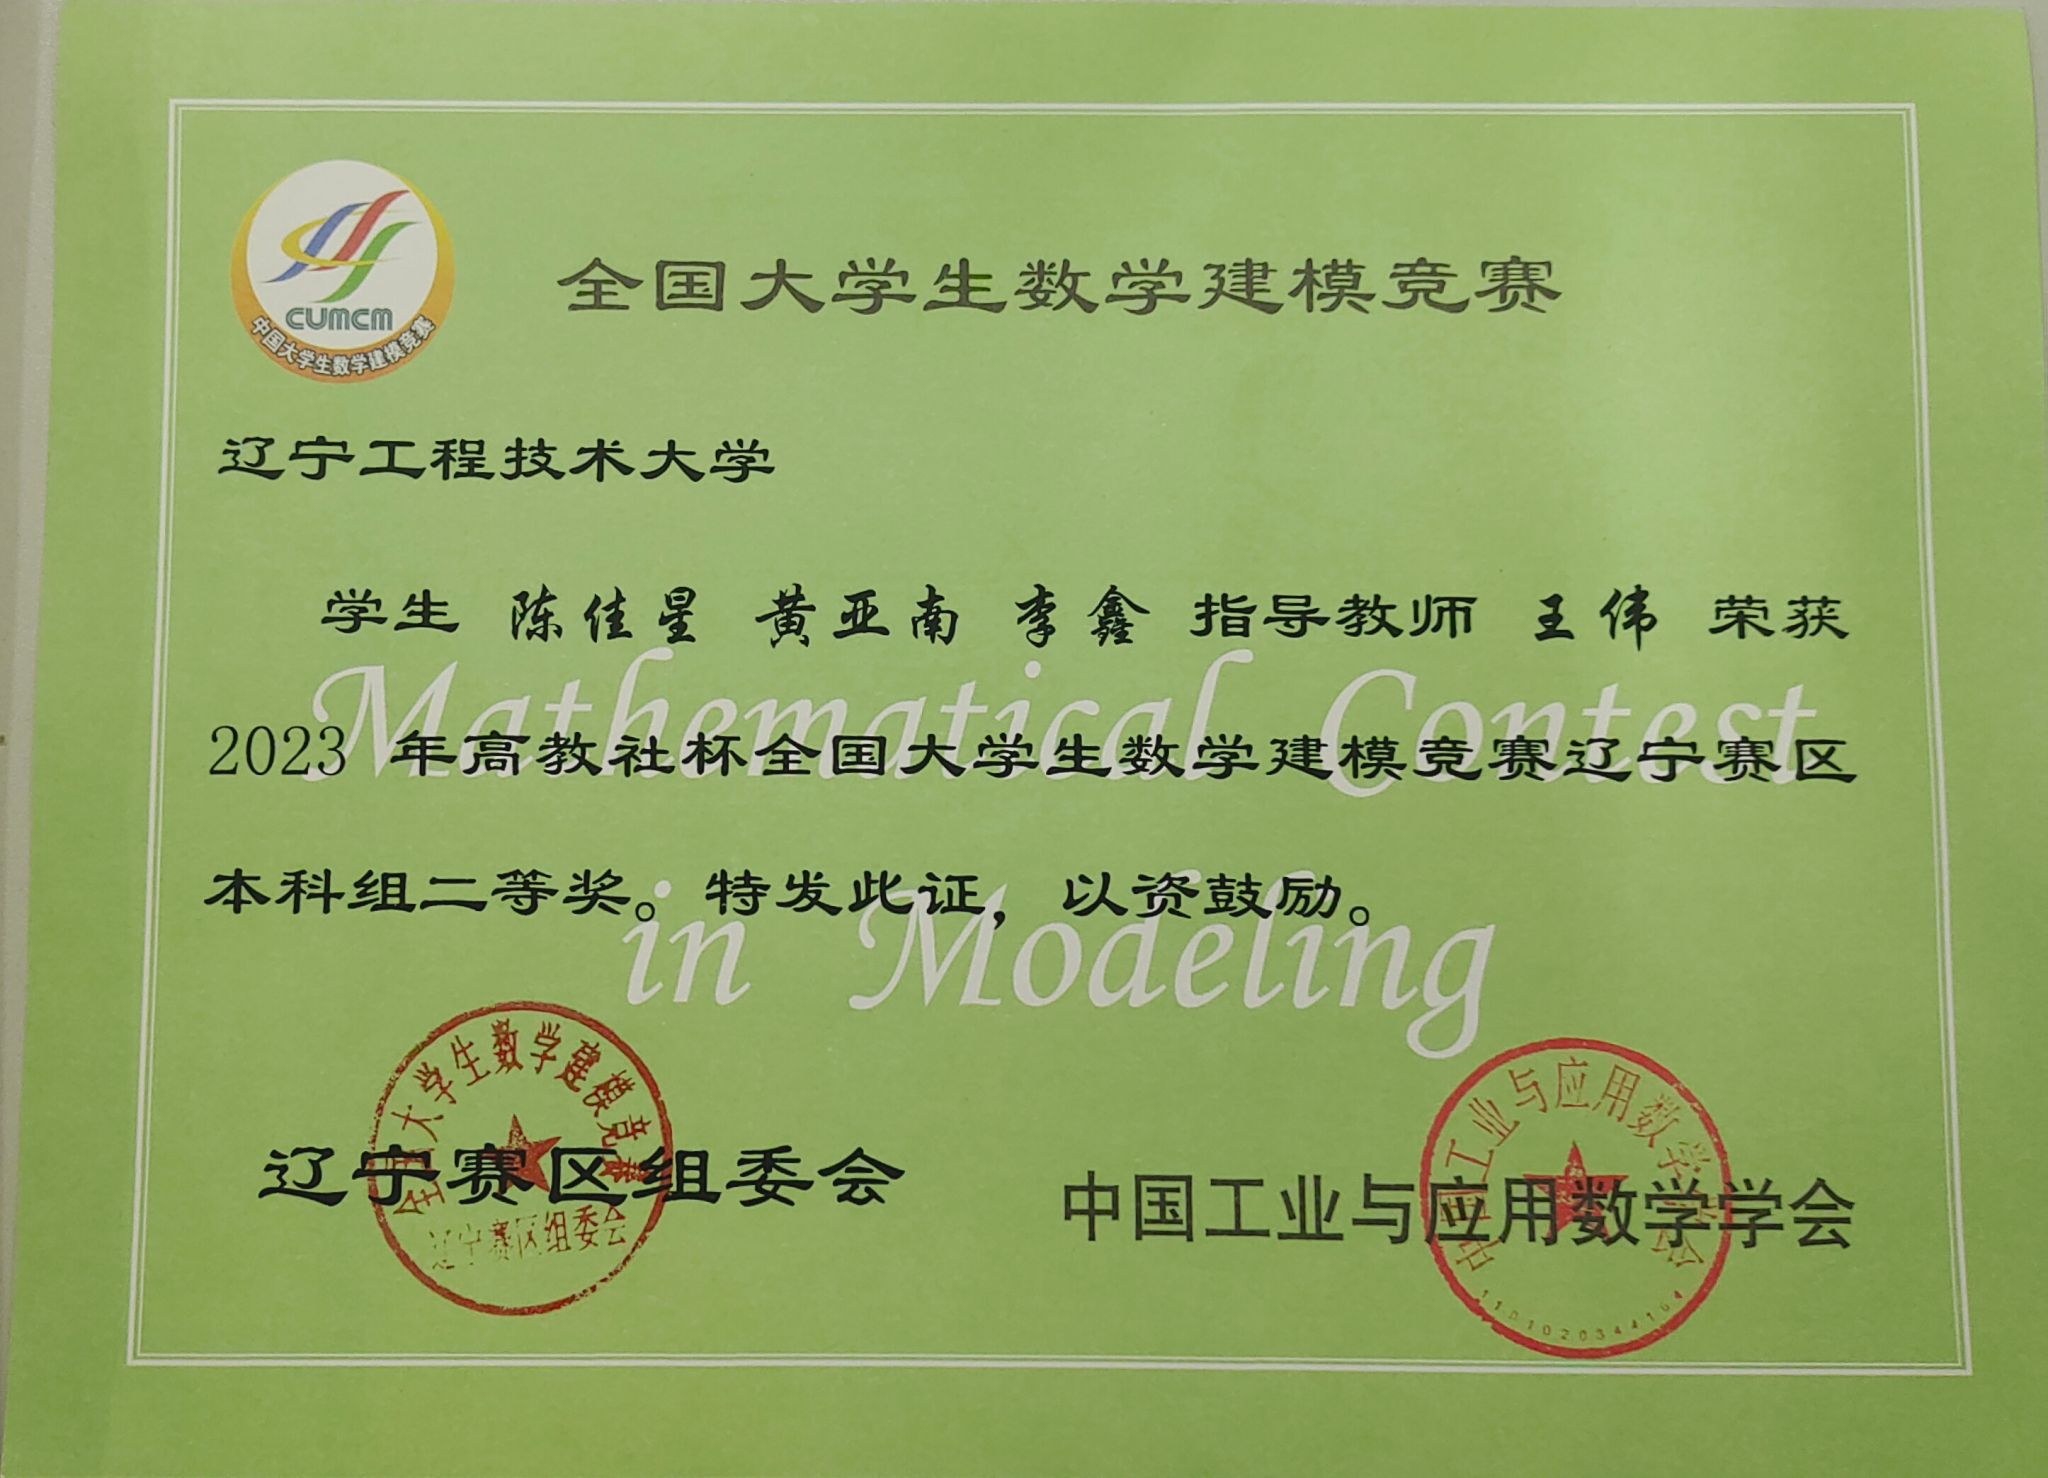 CUMCM
中国大学生数学建模竞赛
全国大学生数学建模竞赛
辽宁工程技术大学
学生 陈佳星 黄亚南 李鑫 指导教师 王伟 荣获
Mathematical Contest
2023 年高教社杯全国大学生数学建模竞赛辽宁赛区
本科组二等奖。特发此证，以资鼓励。
in Modeling
全国大学生数学建模竞赛
辽宁赛区组委会
辽宁赛区组委会
中国工业与应用数学学会
中国工业与应用数学学会